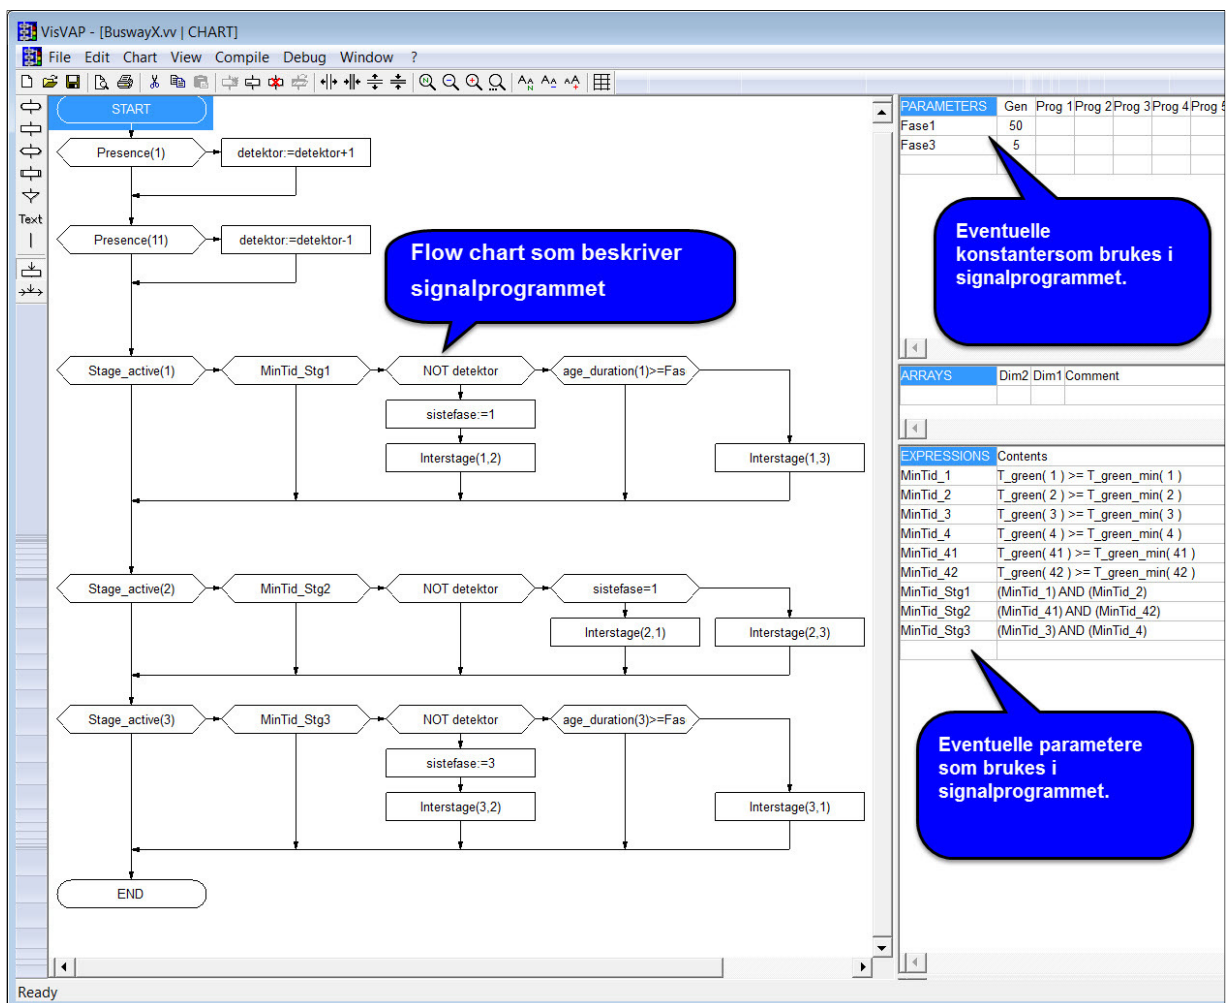 VisVAP - [BuswayX.vv | CHART]
File Edit Chart View Compile Debug Window ?
Text
START
Presence(1)
detektor:=detektor+1
Presence(11)
detektor:=detektor-1
Flow chart som beskriver
signalprogrammet
Stage_active(1)
MinTid_Stg1
NOT detektor
age_duration(1)>=Fas
sistefase:=1
Interstage(1,2)
Interstage(1,3)
Stage_active(2)
MinTid_Stg2
NOT detektor
sistefase=1
Interstage(2,1)
Interstage(2,3)
Stage_active(3)
MinTid_Stg3
NOT detektor
age_duration(3)>=Fas
sistefase:=3
Interstage(3,2)
Interstage(3,1)
END
PARAMETERS Gen Prog 1 Prog 2 Prog 3 Prog 4 Prog 5
Fase1 50
Fase3 5
Eventuelle
konstantersom brukes i
signalprogrammet.
ARRAYS Dim2 Dim1 Comment
EXPRESSIONS Contents
MinTid_1 T_green( 1 ) >= T_green_min( 1 )
MinTid_2 T_green( 2 ) >= T_green_min( 2 )
MinTid_3 T_green( 3 ) >= T_green_min( 3 )
MinTid_4 T_green( 4 ) >= T_green_min( 4 )
MinTid_41 T_green( 41 ) >= T_green_min( 41 )
MinTid_42 T_green( 42 ) >= T_green_min( 42 )
MinTid_Stg1 (MinTid_1) AND (MinTid_2)
MinTid_Stg2 (MinTid_41) AND (MinTid_42)
MinTid_Stg3 (MinTid_3) AND (MinTid_4)
Eventuelle parametere
som brukes i
signalprogrammet.
Ready